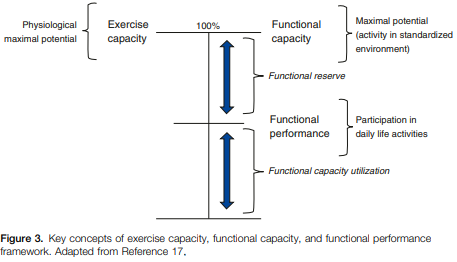 Physiological
maximal potential
Exercise
capacity
100%
Functional
capacity
Maximal potential
(activity in standardized
environment)
Functional reserve
Functional
performance
Participation in
daily life activities
Functional capacity utilization
Figure 3. Key concepts of exercise capacity, functional capacity, and functional performance
framework. Adapted from Reference 17.